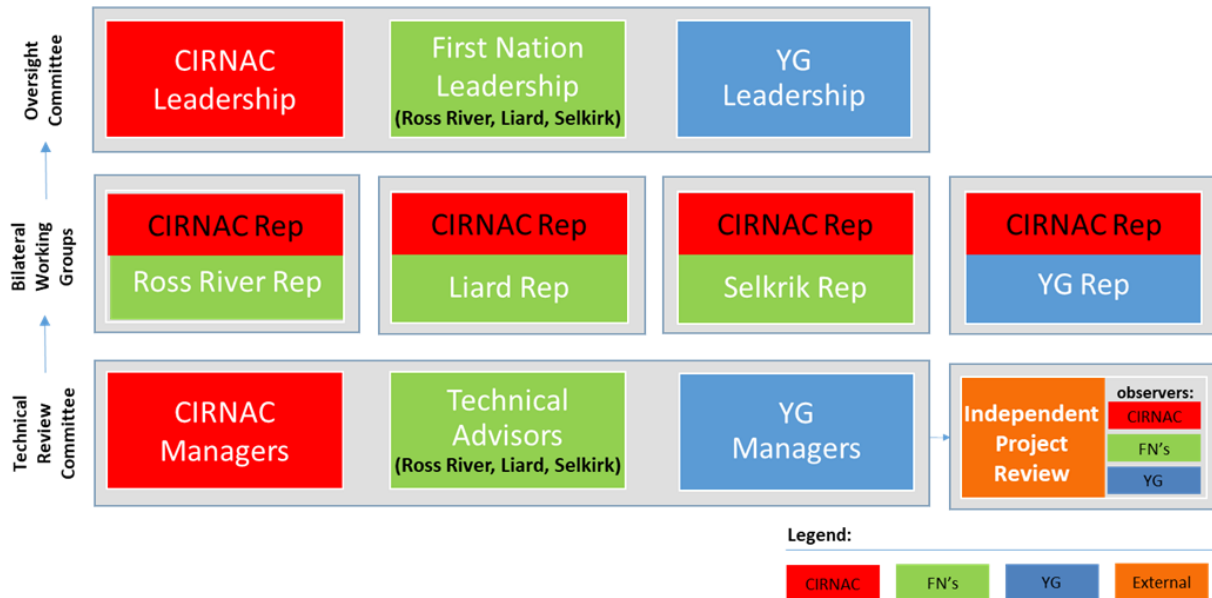 Oversight
Committee
CIRNAC
Leadership
First Nation
Leadership
(Ross River, Liard, Selkirk)
YG
Leadership
Bilateral
Working
Groups
CIRNAC Rep
Ross River Rep
CIRNAC Rep
Liard Rep
CIRNAC Rep
Selkrik Rep
CIRNAC Rep
YG Rep
Technical
Review
Committee
CIRNAC
Managers
Technical
Advisors
(Ross River, Liard, Selkirk)
YG
Managers
Independent
Project
Review
observers:
CIRNAC
FN's
YG
Legend:
CIRNAC
FN's
YG
External